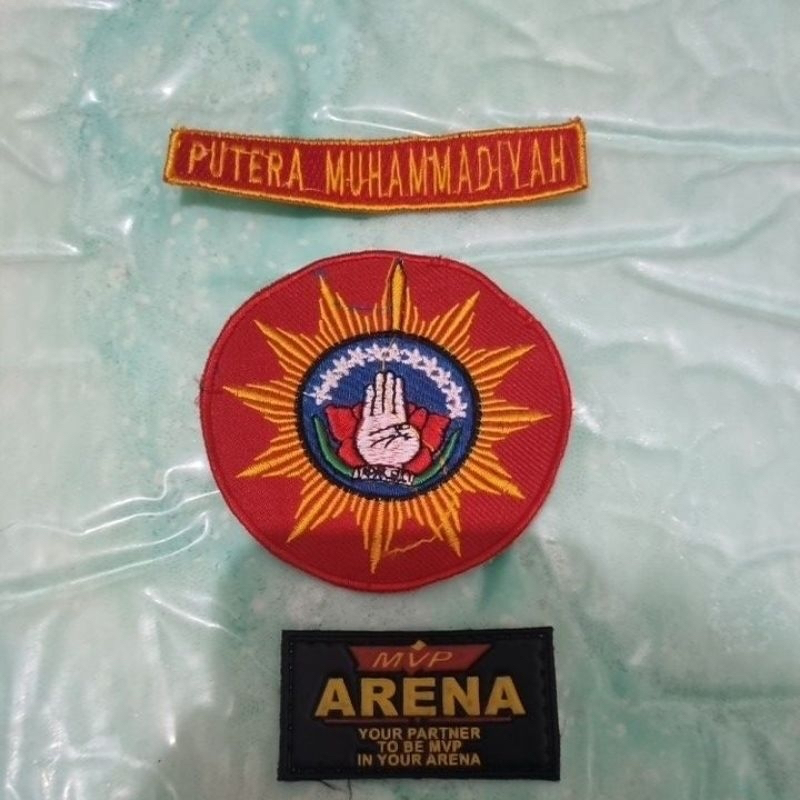 PUTERA MUHAMMADIYAH
MVP
ARENA
YOUR PARTNER
TO BE MVP
IN YOUR ARENA